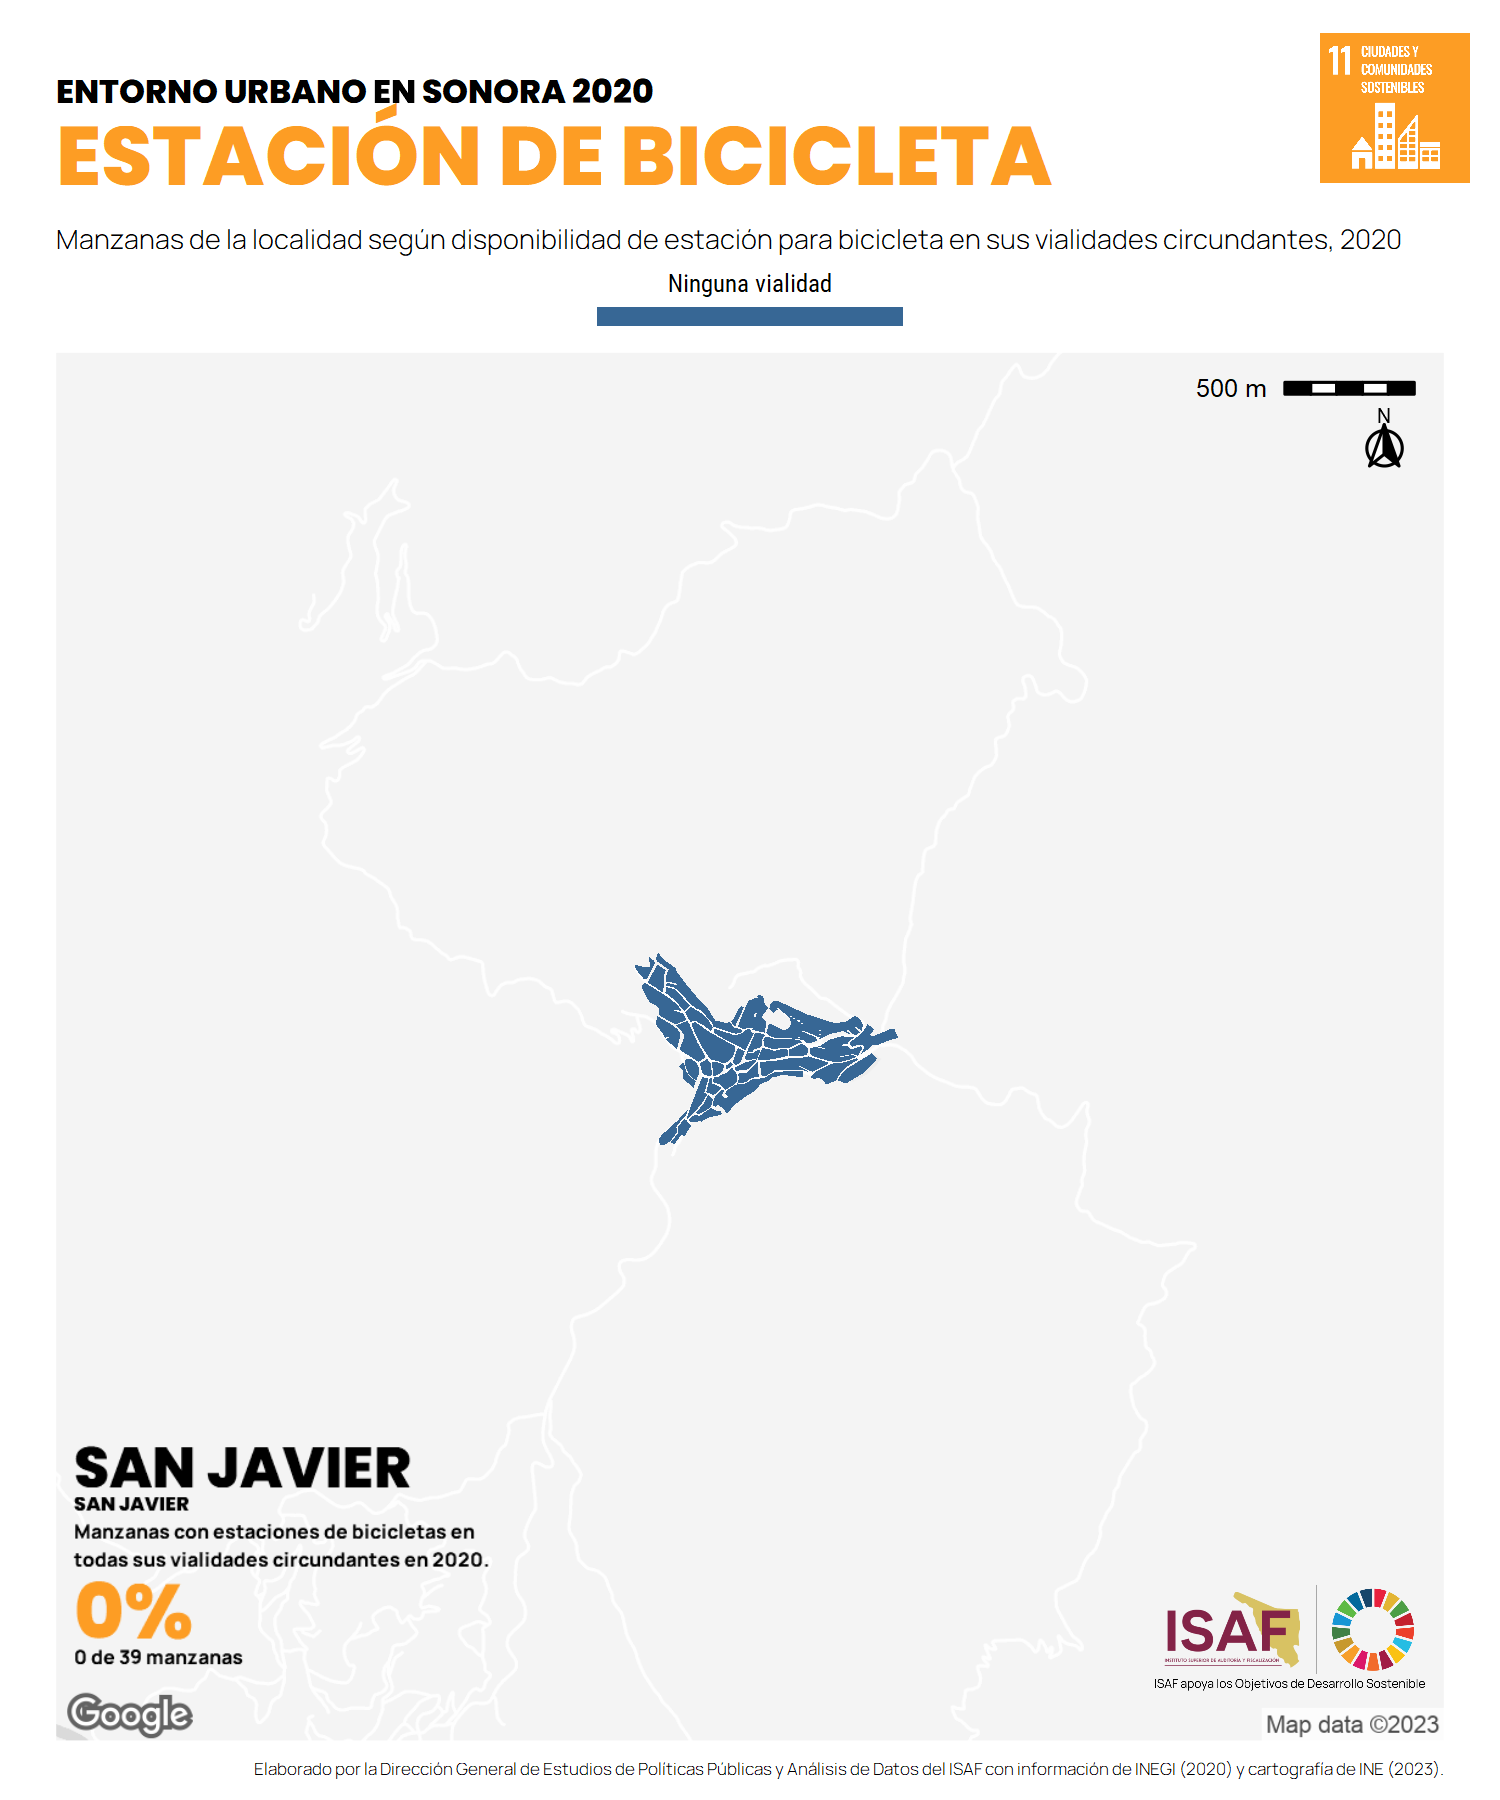 ENTORNO URBANO EN SONORA 2020
ESTACIÓN DE BICICLETA
11 CIUDADES Y
COMUNIDADES
SOSTENIBLES
Manzanas de la localidad según disponibilidad de estación para bicicleta en sus vialidades circundantes, 2020
Ninguna vialidad
500 m
N
SAN JAVIER
SAN JAVIER
Manzanas con estaciones de bicicletas en
todas sus vialidades circundantes en 2020.
0%
0 de 39 manzanas
ISAF
INSTITUTO SUPERIOR DE AUDITORÍA Y FISCALIZACIÓN
ISAF apoya los Objetivos de Desarrollo Sostenible
Google
Map data ©2023
Elaborado por la Dirección General de Estudios de Políticas Públicas y Análisis de Datos del ISAF con información de INEGI (2020) y cartografía de INE (2023).